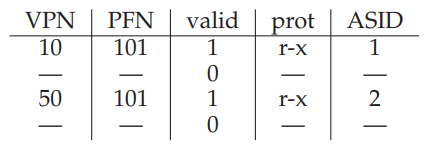 VPN PFN valid prot ASID
10 101 1 r-x 1
— — 0 — —
50 101 1 r-x 2
— — 0 — —